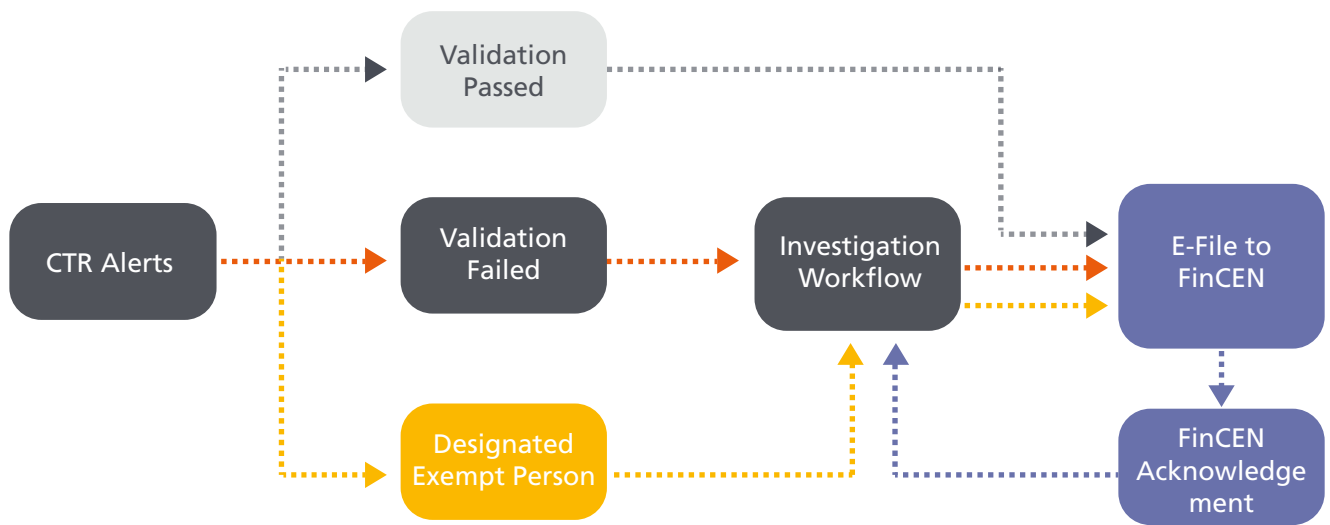 Validation
Passed
CTR Alerts
Validation
Failed
Investigation
Workflow
E-File to
FinCEN
Designated
Exempt Person
FinCEN
Acknowledge
ment